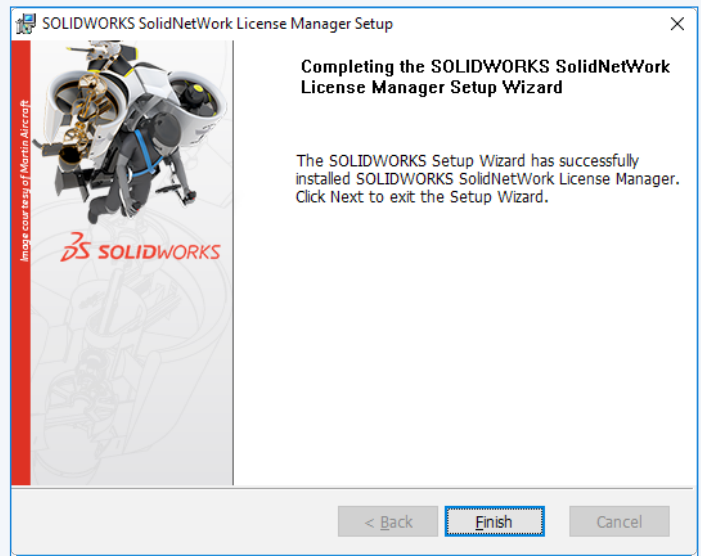 SOLIDWORKS SolidNetWork License Manager Setup
Completing the SOLIDWORKS SolidNetWork
License Manager Setup Wizard
The SOLIDWORKS Setup Wizard has successfully
installed SOLIDWORKS SolidNetWork License Manager.
Click Next to exit the Setup Wizard.
Image courtesy of Martin Aircraft
SOLIDWORKS
< Back
Finish
Cancel